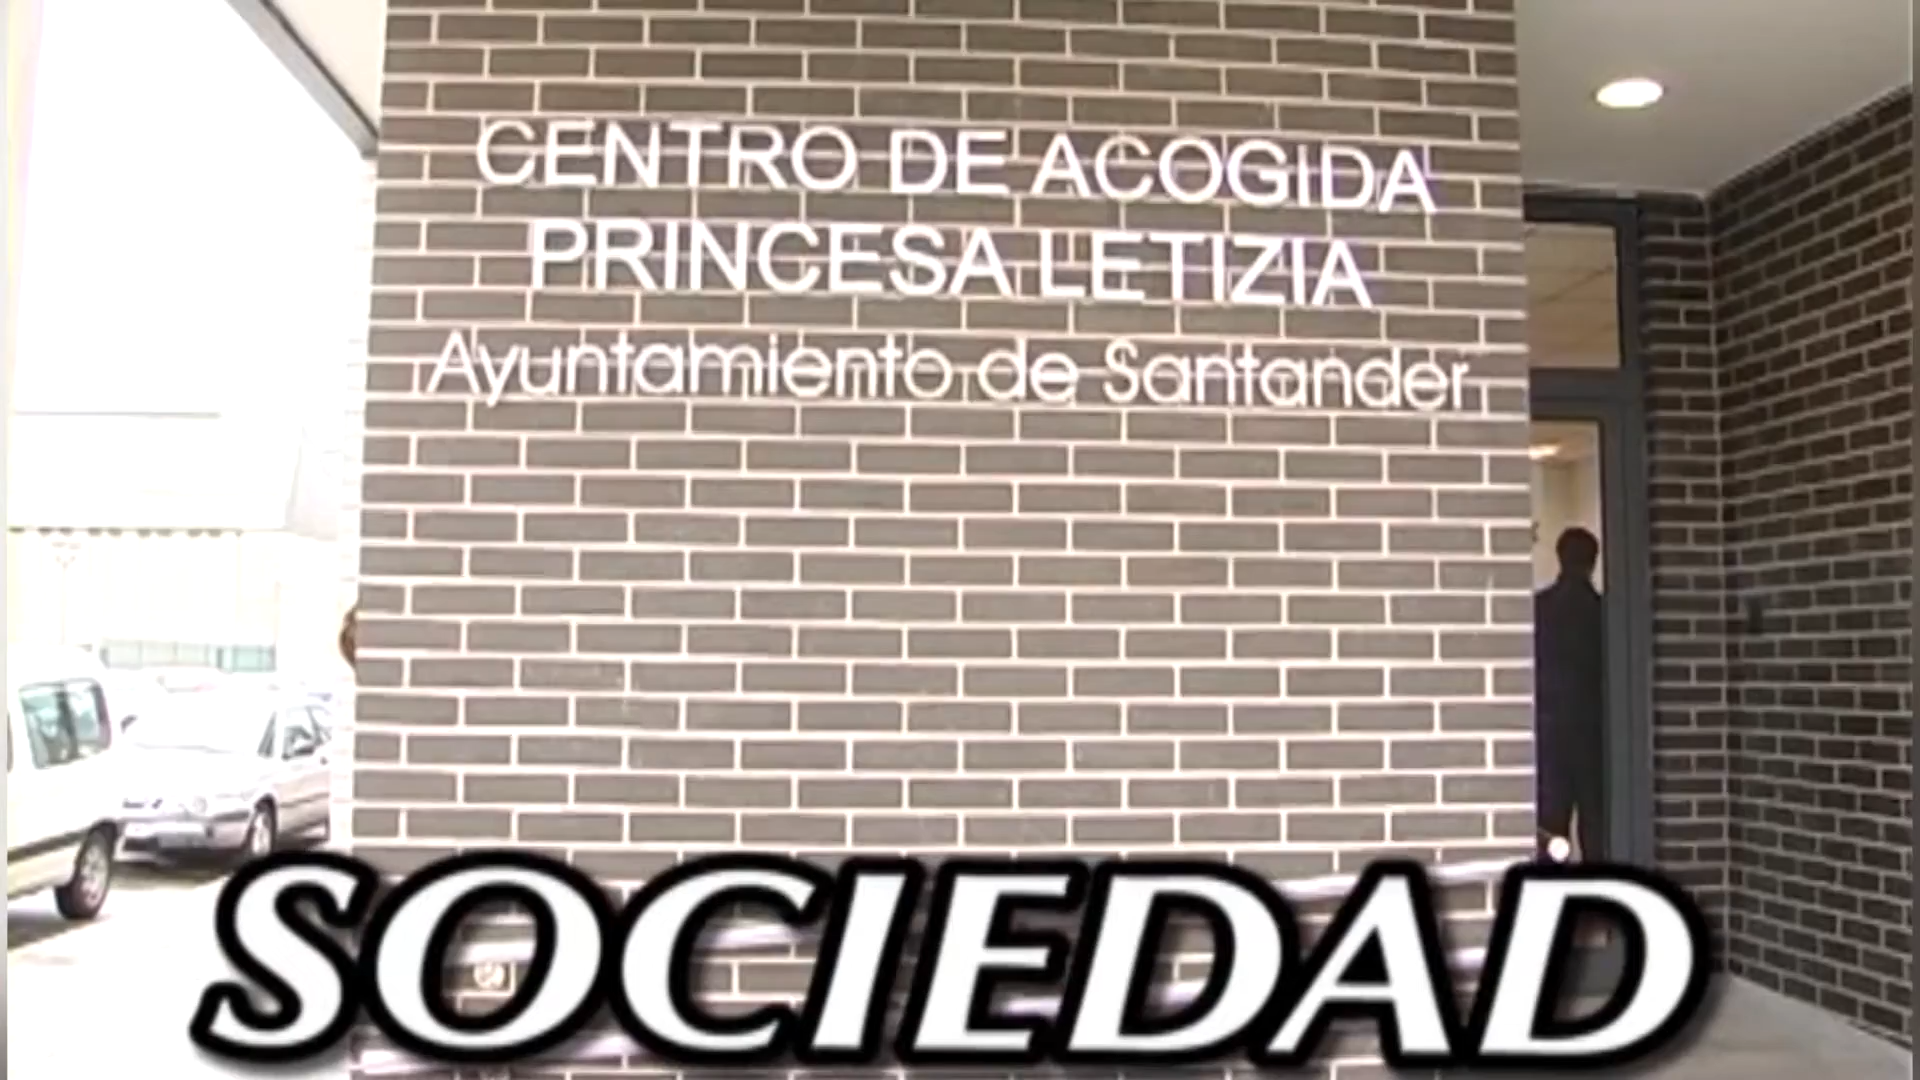 CENTRO DE ACOGIDA
PRINCESA LETIZIA
Ayuntamiento de Santander
SOCIEDAD